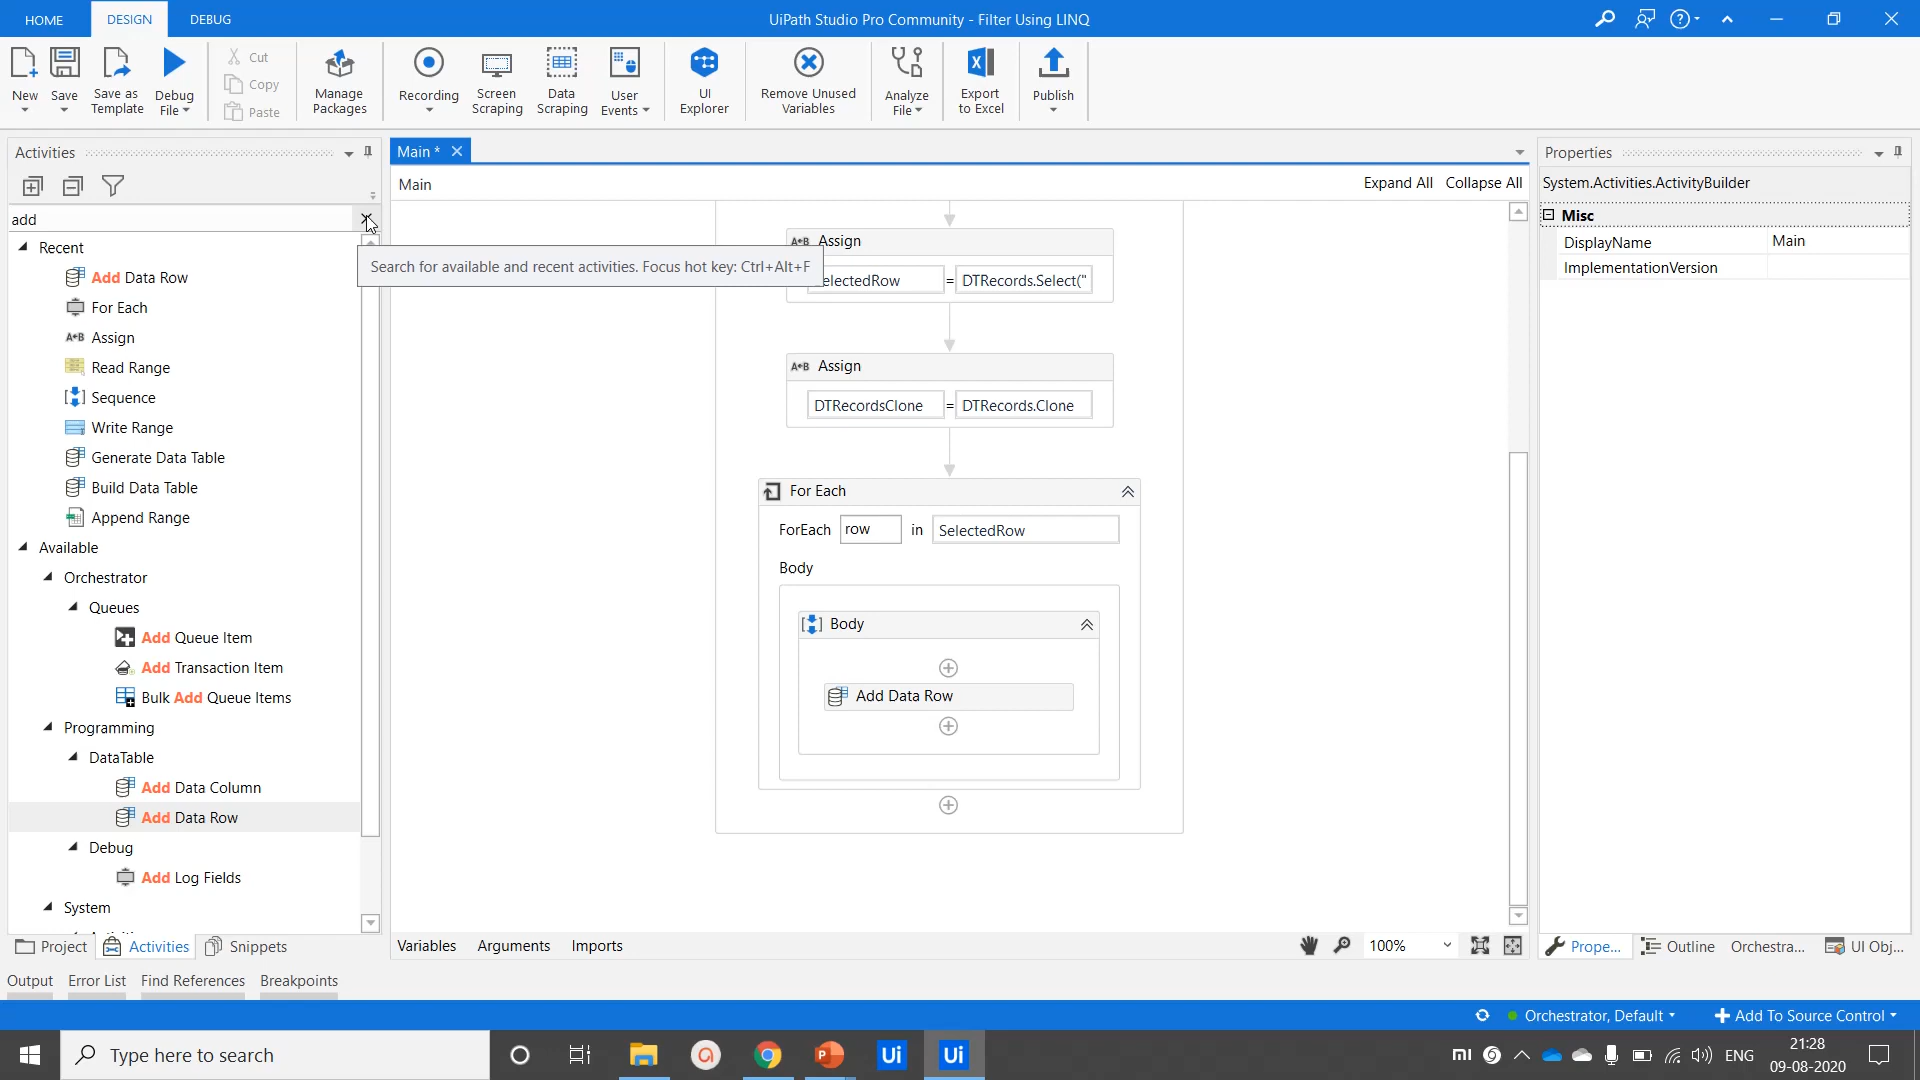 HOME
DESIGN
DEBUG
UiPath Studio Pro Community - Filter Using LINQ
New
Save
Save as Template
Debug File
Cut
Copy
Paste
Manage Packages
Recording
Screen Scraping
Data Scraping
User Events
UI Explorer
Remove Unused Variables
Analyze File
Export to Excel
Publish
Activities
add
Search for available and recent activities. Focus hot key: Ctrl+Alt+F
Recent
Add Data Row
For Each
Assign
Read Range
Sequence
Write Range
Generate Data Table
Build Data Table
Append Range
Available
Orchestrator
Queues
Add Queue Item
Add Transaction Item
Bulk Add Queue Items
Programming
DataTable
Add Data Column
Add Data Row
Debug
Add Log Fields
System
Project
Activities
Snippets
Main *
Main
Expand All
Collapse All
A+B Assign
electedRow = DTRecords.Select("
A+B Assign
DTRecordsClone = DTRecords.Clone
For Each
ForEach row in SelectedRow
Body
Body
Add Data Row
Variables
Arguments
Imports
100%
Properties
System.Activities.ActivityBuilder
Misc
DisplayName Main
ImplementationVersion
Prope...
Outline
Orchestra...
UI Obj...
Output
Error List
Find References
Breakpoints
Orchestrator, Default
Add To Source Control
Type here to search
Ui
Ui
mi
ENG
21:28
09-08-2020